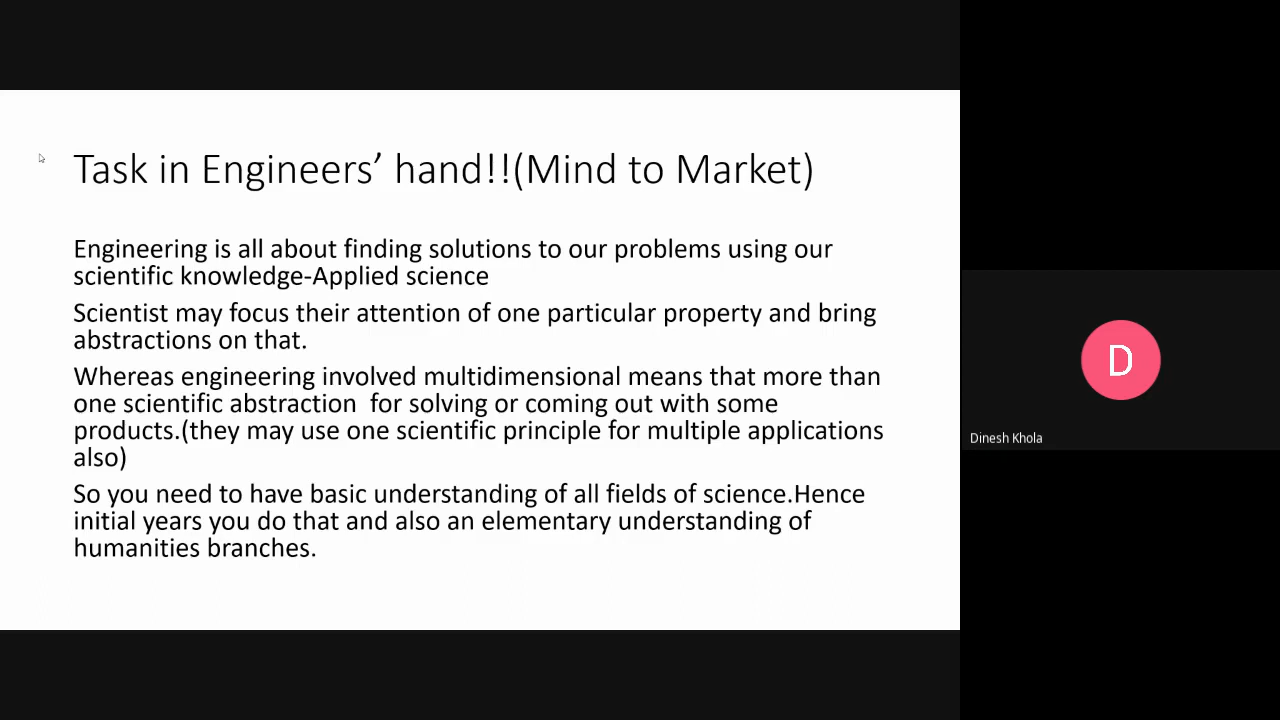 Task in Engineers’ hand!!(Mind to Market)
Engineering is all about finding solutions to our problems using our
scientific knowledge-Applied science
Scientist may focus their attention of one particular property and bring
abstractions on that.
Whereas engineering involved multidimensional means that more than
one scientific abstraction  for solving or coming out with some
products.(they may use one scientific principle for multiple applications
also)
So you need to have basic understanding of all fields of science.Hence
initial years you do that and also an elementary understanding of
humanities branches.
D
Dinesh Khola